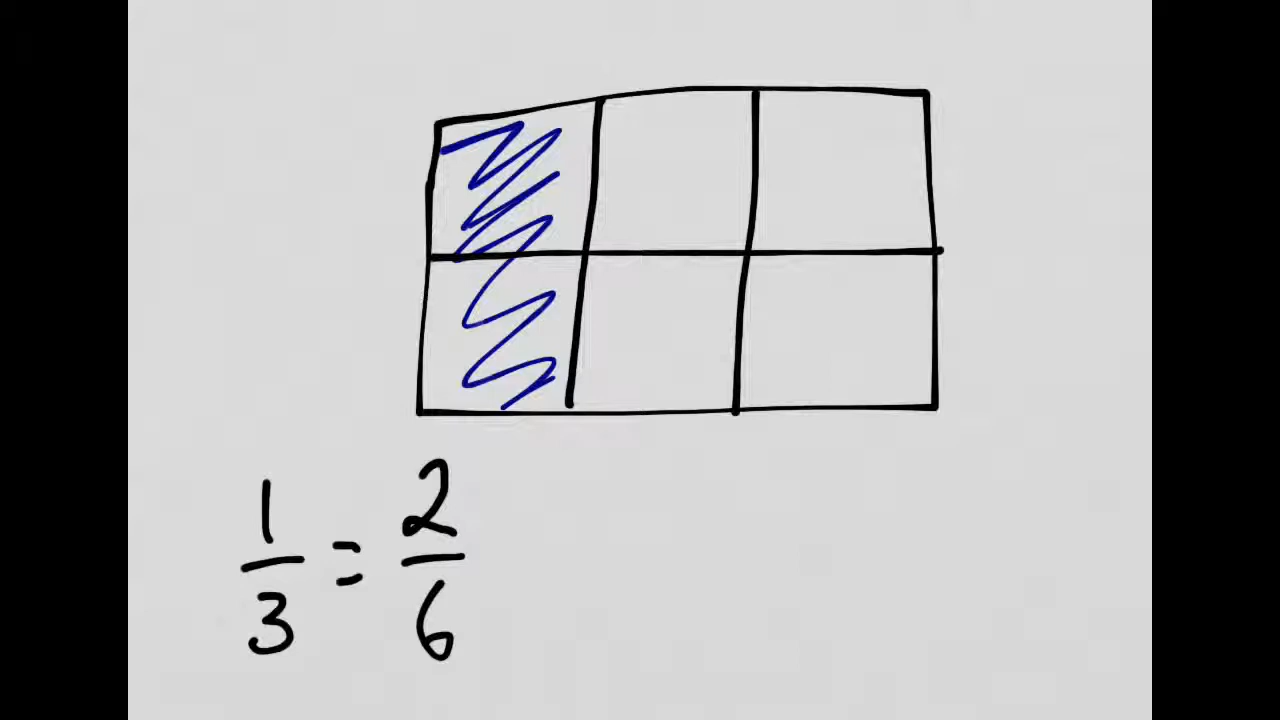 1/3 = 2/6